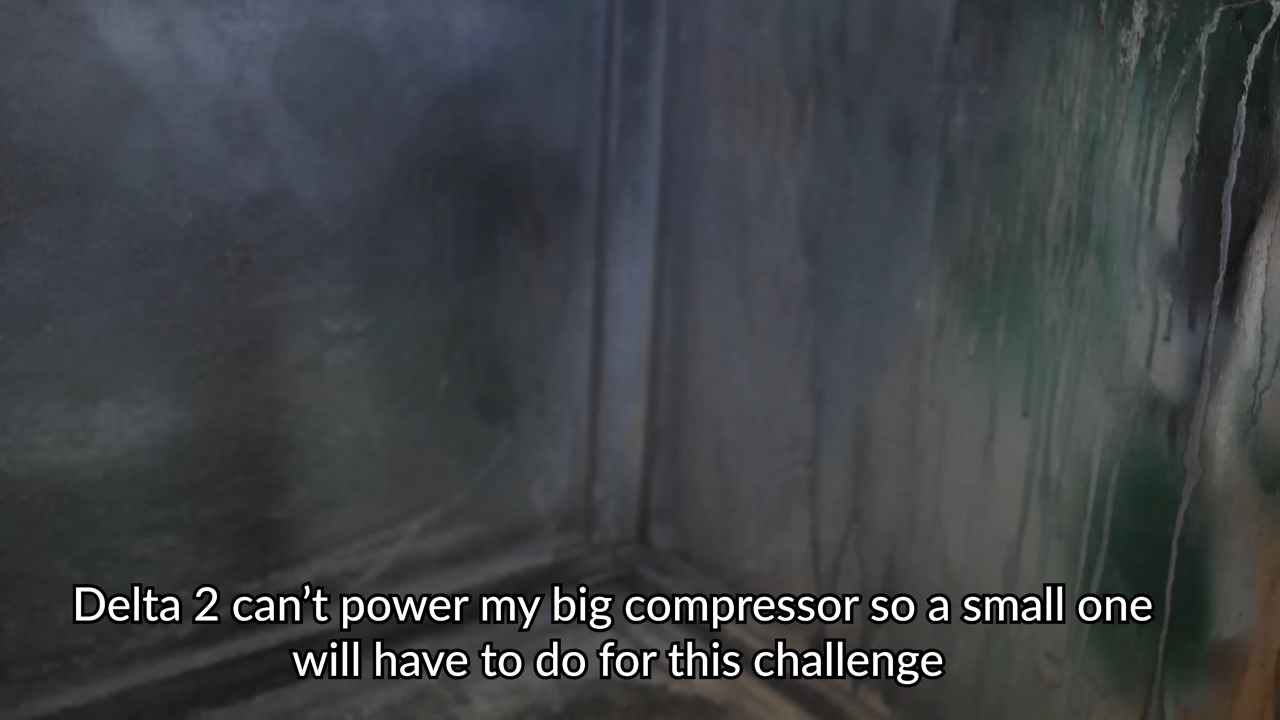 Delta 2 can’t power my big compressor so a small one
will have to do for this challenge